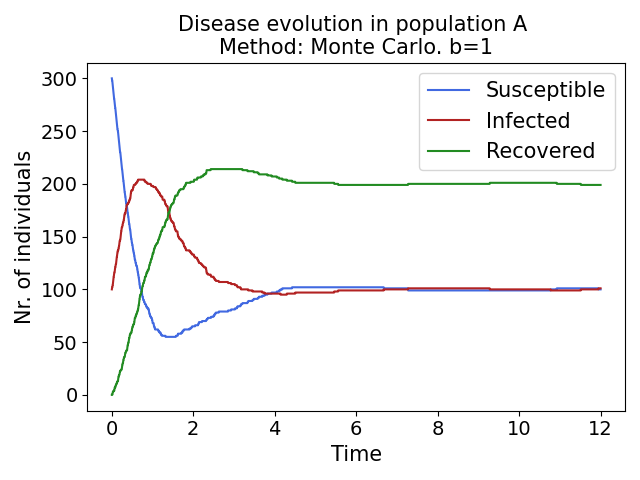 Disease evolution in population A
Method: Monte Carlo. b=1
Nr. of individuals
300
250
200
150
100
50
0
Susceptible
Infected
Recovered
0 2 4 6 8 10 12
Time